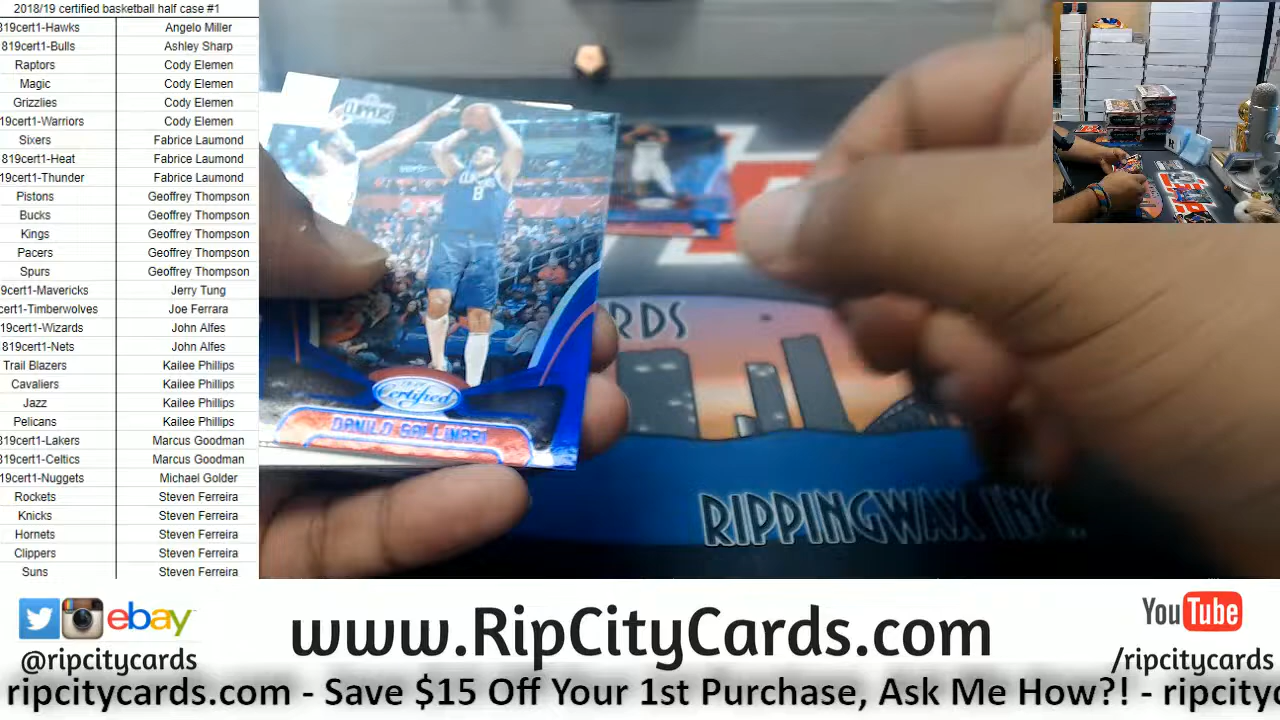 2018/19 certified basketball half case #1
819cert1-Hawks Angelo Miller
819cert1-Bulls Ashley Sharp
Raptors Cody Elemen
Magic Cody Elemen
Grizzlies Cody Elemen
19cert1-Warriors Cody Elemen
Sixers Fabrice Laumond
819cert1-Heat Fabrice Laumond
19cert1-Thunder Fabrice Laumond
Pistons Geoffrey Thompson
Bucks Geoffrey Thompson
Kings Geoffrey Thompson
Pacers Geoffrey Thompson
Spurs Geoffrey Thompson
9cert1-Mavericks Jerry Tung
cert1-Timberwolves Joe Ferrara
19cert1-Wizards John Alfes
819cert1-Nets John Alfes
Trail Blazers Kailee Phillips
Cavaliers Kailee Phillips
Jazz Kailee Phillips
Pelicans Kailee Phillips
819cert1-Lakers Marcus Goodman
819cert1-Celtics Marcus Goodman
19cert1-Nuggets Michael Golder
Rockets Steven Ferreira
Knicks Steven Ferreira
Hornets Steven Ferreira
Clippers Steven Ferreira
Suns Steven Ferreira
CLIPPERS
8
Certified
DANILO GALLINARI
ARDS
RIPPINGWAX INC.
ebay
@ripcitycards
www.RipCityCards.com
YouTube
/ripcitycards
ripcitycards.com - Save $15 Off Your 1st Purchase, Ask Me How?! - ripcityc